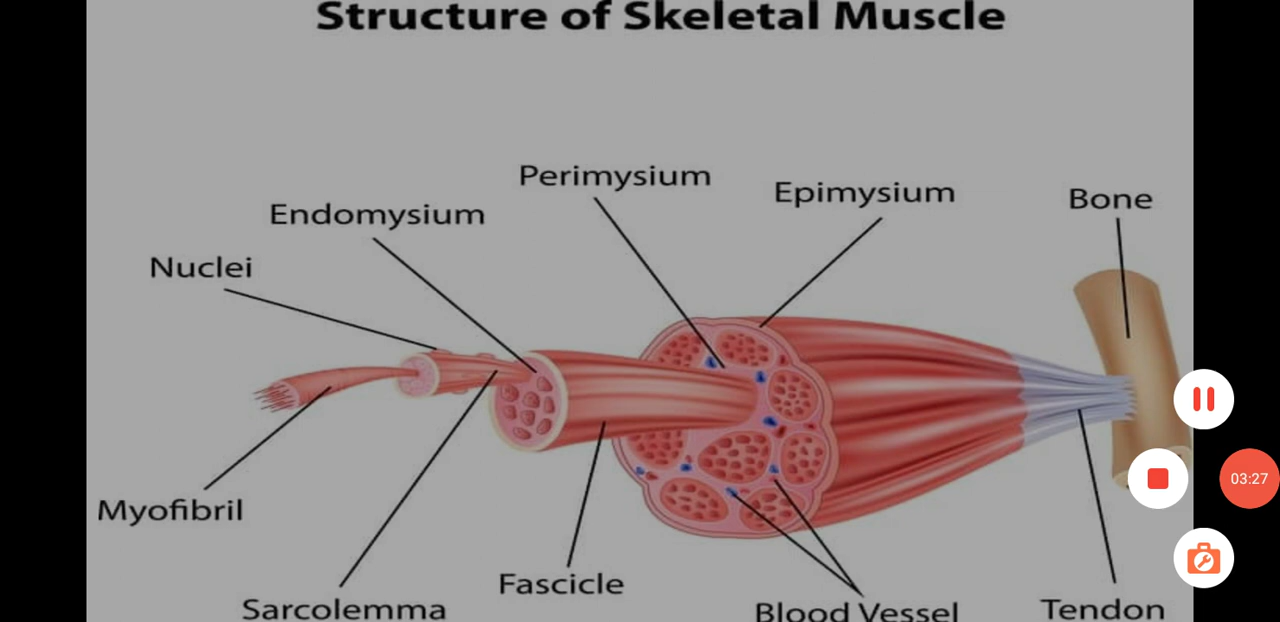 Structure of Skeletal Muscle
Perimysium
Epimysium
Bone
Endomysium
Nuclei
Myofibril
Fascicle
Sarcolemma
Blood Vessel
Tendon
03:27